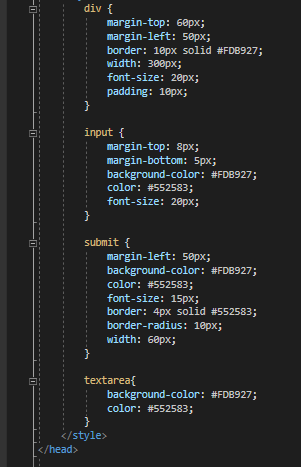 div {
margin-top: 60px;
margin-left: 50px;
border: 10px solid #FDB927;
width: 300px;
font-size: 20px;
padding: 10px;
}
input {
margin-top: 8px;
margin-bottom: 5px;
background-color: #FDB927;
color: #552583;
font-size: 20px;
}
submit {
margin-left: 50px;
background-color: #FDB927;
color: #552583;
font-size: 15px;
border: 4px solid #552583;
border-radius: 10px;
width: 60px;
}
textarea{
background-color: #FDB927;
color: #552583;
}
</style>
</head>